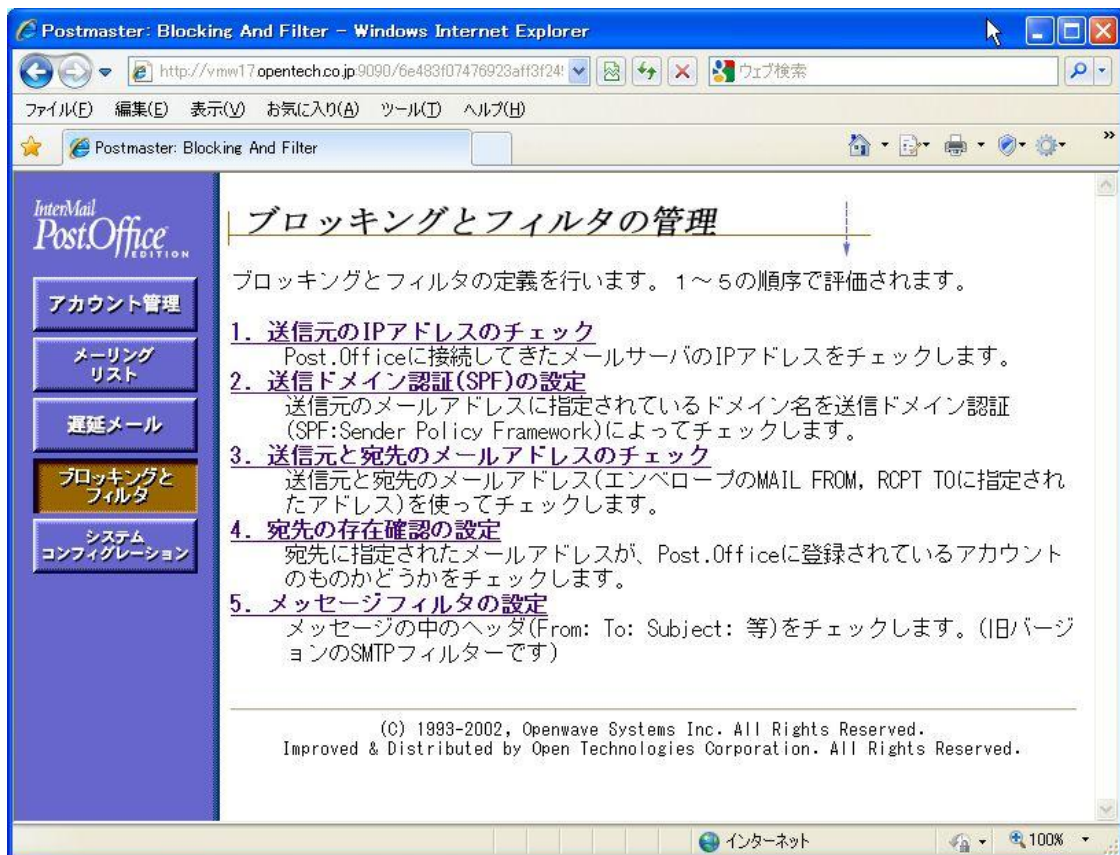 Postmaster: Blocking And Filter - Windows Internet Explorer
http://vmw17.opentech.co.jp:9090/6e483f07476923aff3f24
ウェブ検索
ファイル(F) 編集(E) 表示(V) お気に入り(A) ツール(T) ヘルプ(H)
Postmaster: Blocking And Filter
InterMail
Post.Office
EDITION
アカウント管理
メーリング
リスト
遅延メール
ブロッキングと
フィルタ
システム
コンフィグレーション
ブロッキングとフィルタの管理
ブロッキングとフィルタの定義を行います。1～5の順序で評価されます。
1. 送信元のIPアドレスのチェック
Post.Officeに接続してきたメールサーバのIPアドレスをチェックします。
2. 送信ドメイン認証(SPF)の設定
送信元のメールアドレスに指定されているドメイン名を送信ドメイン認証
(SPF:Sender Policy Framework)によってチェックします。
3. 送信元と宛先のメールアドレスのチェック
送信元と宛先のメールアドレス(エンベロープのMAIL FROM, RCPT TOに指定され
たアドレス)を使ってチェックします。
4. 宛先の存在確認の設定
宛先に指定されたメールアドレスが、Post.Officeに登録されているアカウント
のものかどうかをチェックします。
5. メッセージフィルタの設定
メッセージの中のヘッダ(From: To: Subject: 等)をチェックします。(旧バージ
ョンのSMTPフィルターです)
(C) 1993-2002, Openwave Systems Inc. All Rights Reserved.
Improved & Distributed by Open Technologies Corporation. All Rights Reserved.
インターネット
100%